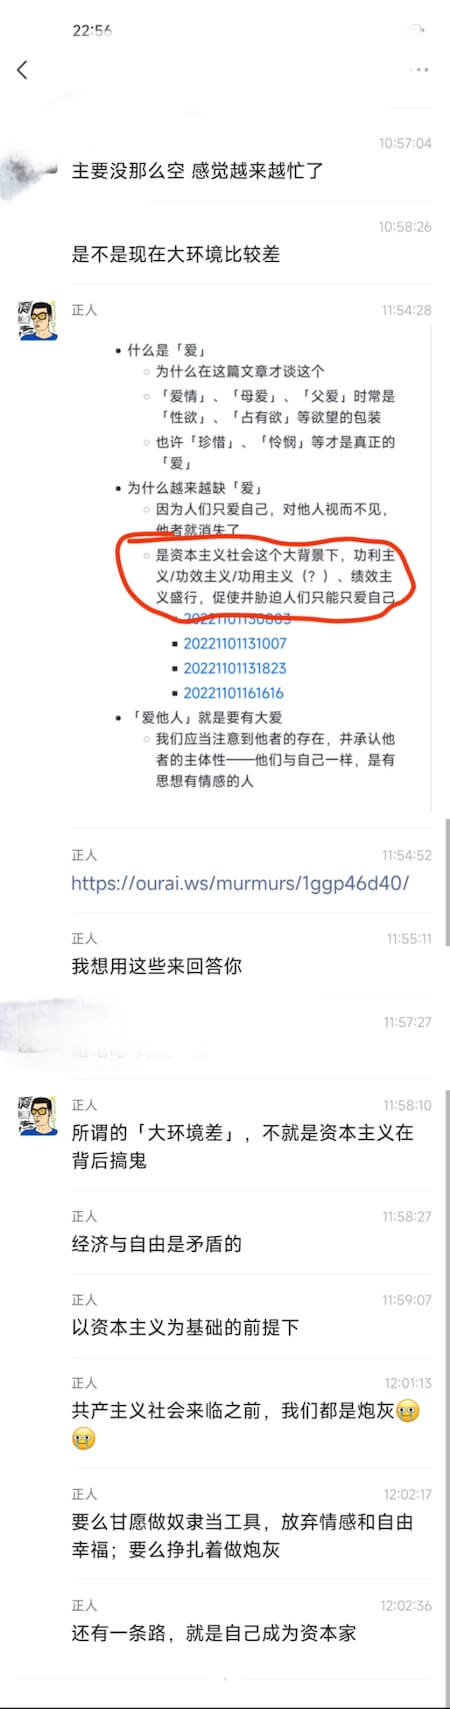 22:56
10:57:04
主要没那么空 感觉越来越忙了
10:58:26
是不是现在大环境比较差
正人
11:54:28
什么是「爱」
为什么在这篇文章才谈这个
「爱情」、「母爱」、「父爱」时常是
「性欲」、「占有欲」等欲望的包装
也许「珍惜」、「怜悯」等才是真正的
「爱」
为什么越来越缺「爱」
因为人们只爱自己，对他人视而不见，
他者就消失了
是资本主义社会这个大背景下，功利主
义/功效主义/功用主义（？）、绩效主
义盛行，促使并胁迫人们只能只爱自己
20221101130803
20221101131007
20221101131823
20221101161616
「爱他人」就是要有大爱
我们应当注意到他者的存在，并承认他
者的主体性——他们与自己一样，是有
思想有情感的人
正人
11:54:52
https://ourai.ws/murmurs/1ggp46d40/
正人
11:55:11
我想用这些来回答你
11:57:27
正人
11:58:10
所谓的「大环境差」，不就是资本主义在
背后搞鬼
正人
11:58:27
经济与自由是矛盾的
正人
11:59:07
以资本主义为基础的前提下
正人
12:01:13
共产主义社会来临之前，我们都是炮灰
正人
12:02:17
要么甘愿做奴隶当工具，放弃情感和自由
幸福；要么挣扎着做炮灰
正人
12:02:36
还有一条路，就是自己成为资本家